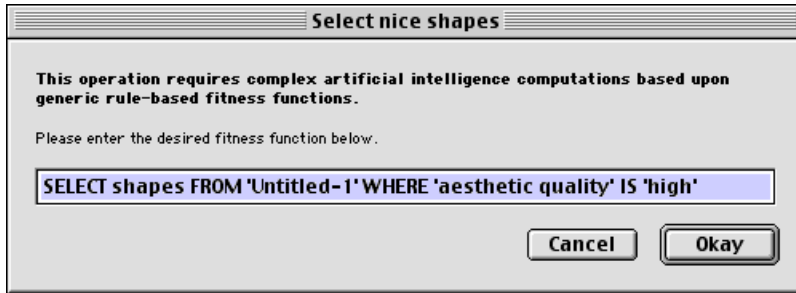 Select nice shapes
This operation requires complex artificial intelligence computations based upon
generic rule-based fitness functions.
Please enter the desired fitness function below.
SELECT shapes FROM 'Untitled-1' WHERE 'aesthetic quality' IS 'high'
Cancel Okay